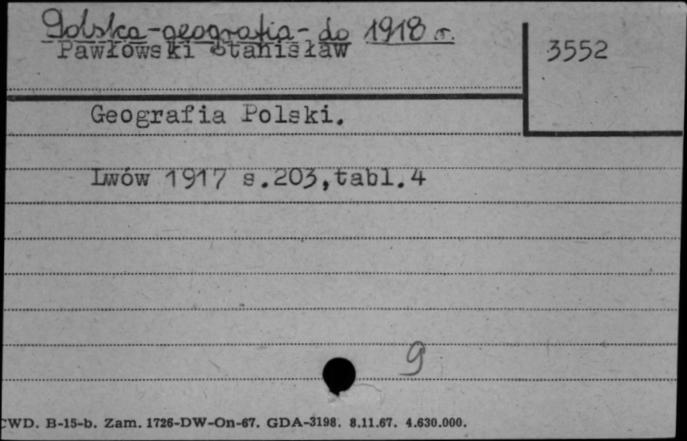 Polska-geografia-do 1918 r.
Pawłowski Stanisław
3552
Geografia Polski.
Lwów 1917 s.203,tabl.4
9
CWD. B-15-b. Zam. 1726-DW-On-67. GDA-3198. 8.11.67. 4.630.000.